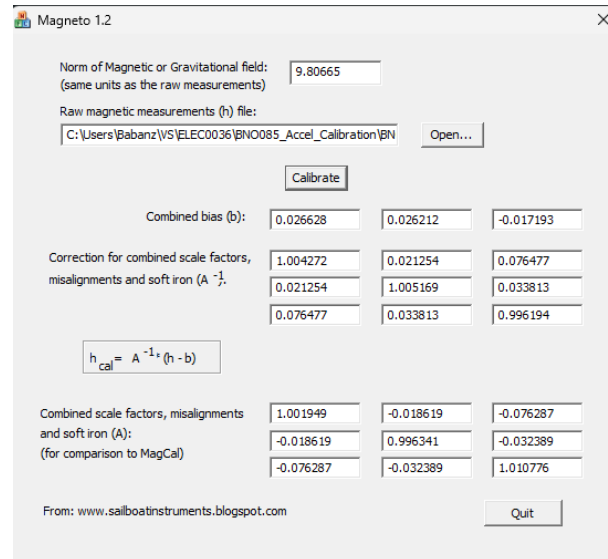 Magneto 1.2
Norm of Magnetic or Gravitational field: 9.80665
(same units as the raw measurements)
Raw magnetic measurements (h) file:
C:\Users\Babanz\VS\ELEC0036\BNO085_Accel_Calibration\BN Open...
Calibrate
Combined bias (b): 0.026628 0.026212 -0.017193
Correction for combined scale factors, 1.004272 0.021254 0.076477
misalignments and soft iron (A -1,. 0.021254 1.005169 0.033813
0.076477 0.033813 0.996194
hcal = A -1 * (h - b)
Combined scale factors, misalignments 1.001949 -0.018619 -0.076287
and soft iron (A): -0.018619 0.996341 -0.032389
(for comparison to MagCal) -0.076287 -0.032389 1.010776
From: www.sailboatinstruments.blogspot.com Quit